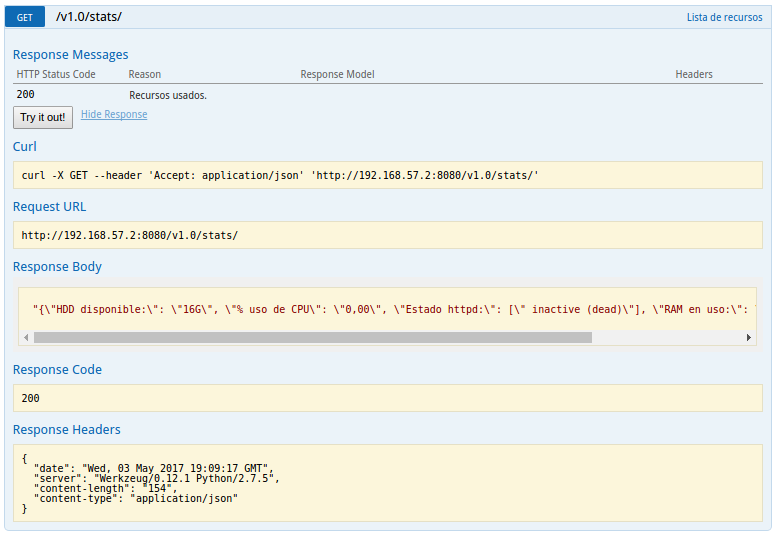 GET /v1.0/stats/ Lista de recursos
Response Messages
HTTP Status Code Reason Response Model Headers
200 Recursos usados.
Try it out! Hide Response
Curl
curl -X GET --header 'Accept: application/json' 'http://192.168.57.2:8080/v1.0/stats/'
Request URL
http://192.168.57.2:8080/v1.0/stats/
Response Body
"{\"HDD disponible:\": \"16G\", \"% uso de CPU\": \"0,00\", \"Estado httpd:\": [\" inactive (dead)\"], \"RAM en uso:\":
Response Code
200
Response Headers
{
"date": "Wed, 03 May 2017 19:09:17 GMT",
"server": "Werkzeug/0.12.1 Python/2.7.5",
"content-length": "154",
"content-type": "application/json"
}